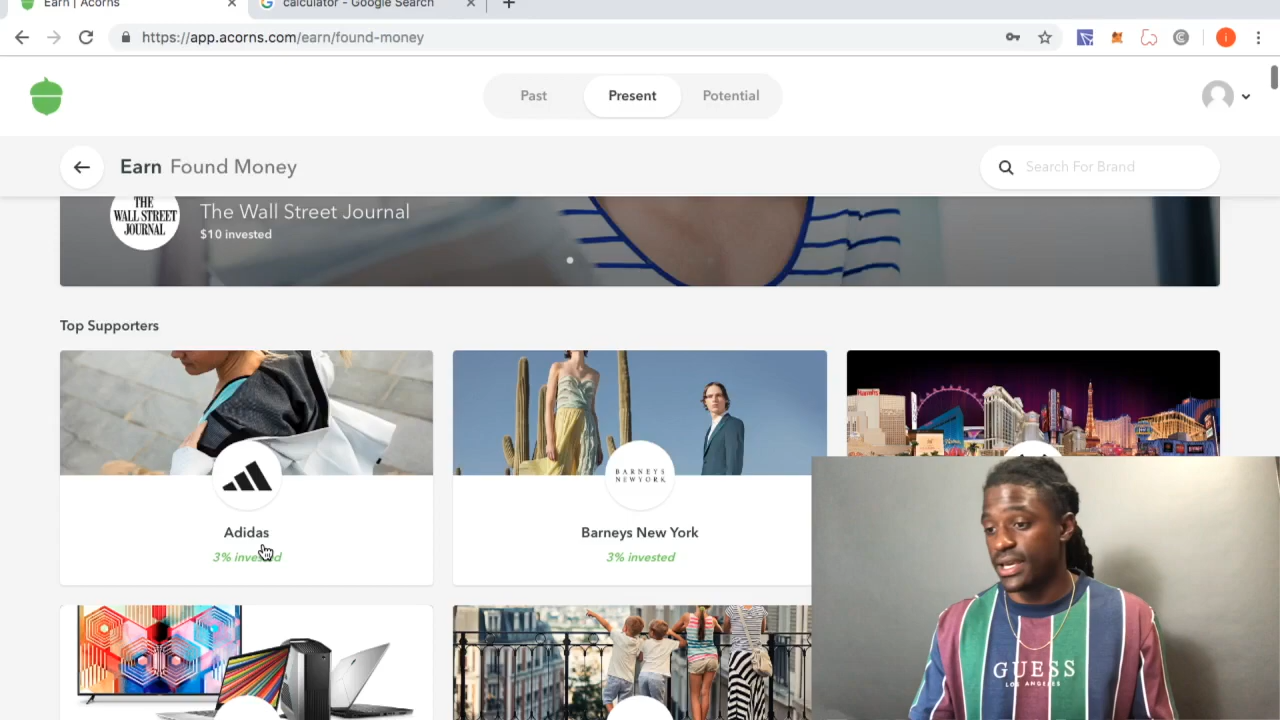 Earn | Acorns
calculator - Google Search
https://app.acorns.com/earn/found-money
i
Past
Present
Potential
Earn Found Money
Search For Brand
THE
WALL STREET
JOURNAL
The Wall Street Journal
$10 invested
Top Supporters
BARNEYS
NEWYORK
Adidas
3% invested
Barneys New York
3% invested
GUESS
LOS ANGELES